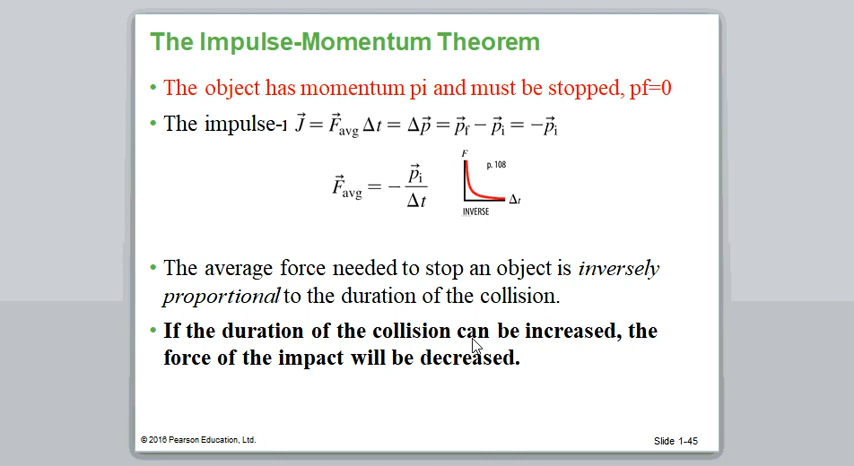 The Impulse-Momentum Theorem
• The object has momentum pi and must be stopped, pf=0
• The impulse-ı J⃗ = F⃗avg Δt = Δp⃗ = p⃗f − p⃗i = −p⃗i
F⃗avg = − p⃗i / Δt
F
p. 108
Δt
INVERSE
• The average force needed to stop an object is inversely
proportional to the duration of the collision.
• If the duration of the collision can be increased, the
force of the impact will be decreased.
© 2016 Pearson Education, Ltd.
Slide 1-45